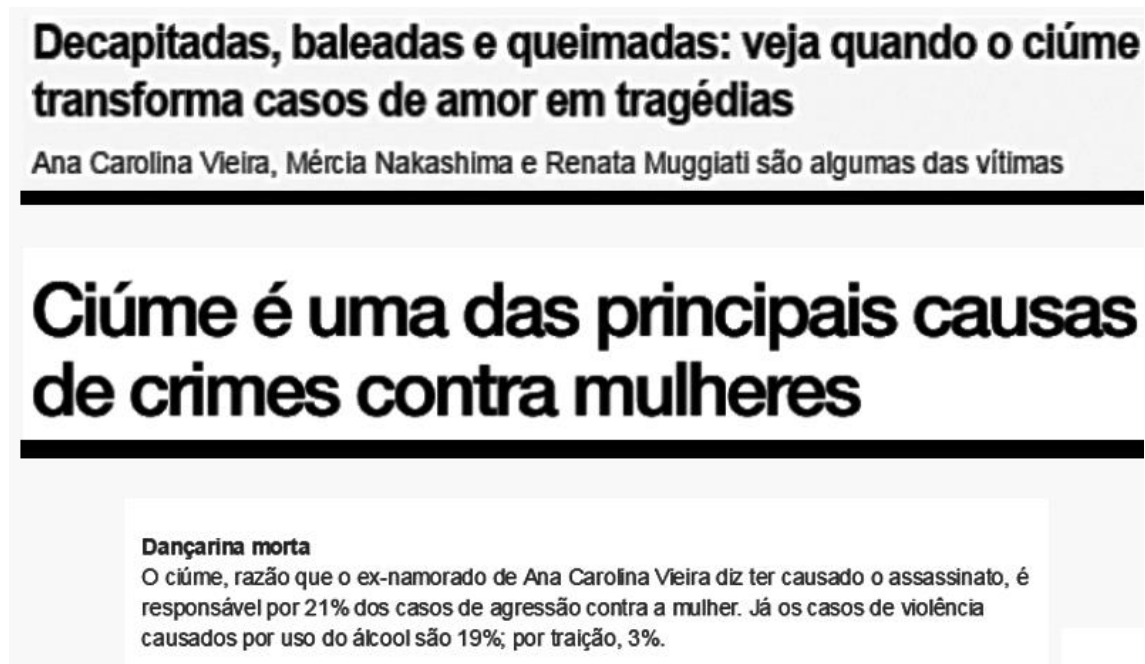 Decapitadas, baleadas e queimadas: veja quando o ciúme
transforma casos de amor em tragédias
Ana Carolina Vieira, Mércia Nakashima e Renata Muggiati são algumas das vítimas
Ciúme é uma das principais causas
de crimes contra mulheres
Dançarina morta
O ciúme, razão que o ex-namorado de Ana Carolina Vieira diz ter causado o assassinato, é
responsável por 21% dos casos de agressão contra a mulher. Já os casos de violência
causados por uso do álcool são 19%; por traição, 3%.